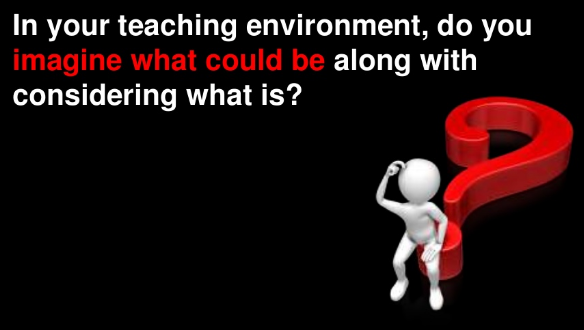 In your teaching environment, do you
imagine what could be along with
considering what is?